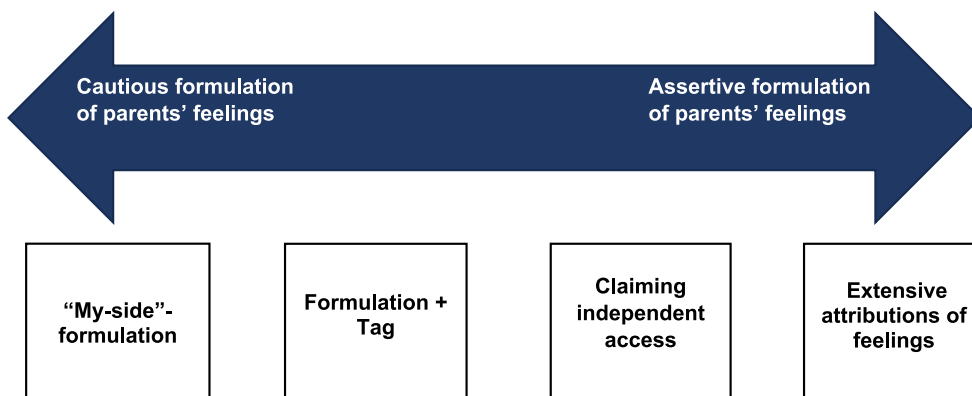 Cautious formulation
of parents’ feelings
Assertive formulation
of parents’ feelings
“My-side”-
formulation
Formulation +
Tag
Claiming
independent
access
Extensive
attributions of
feelings